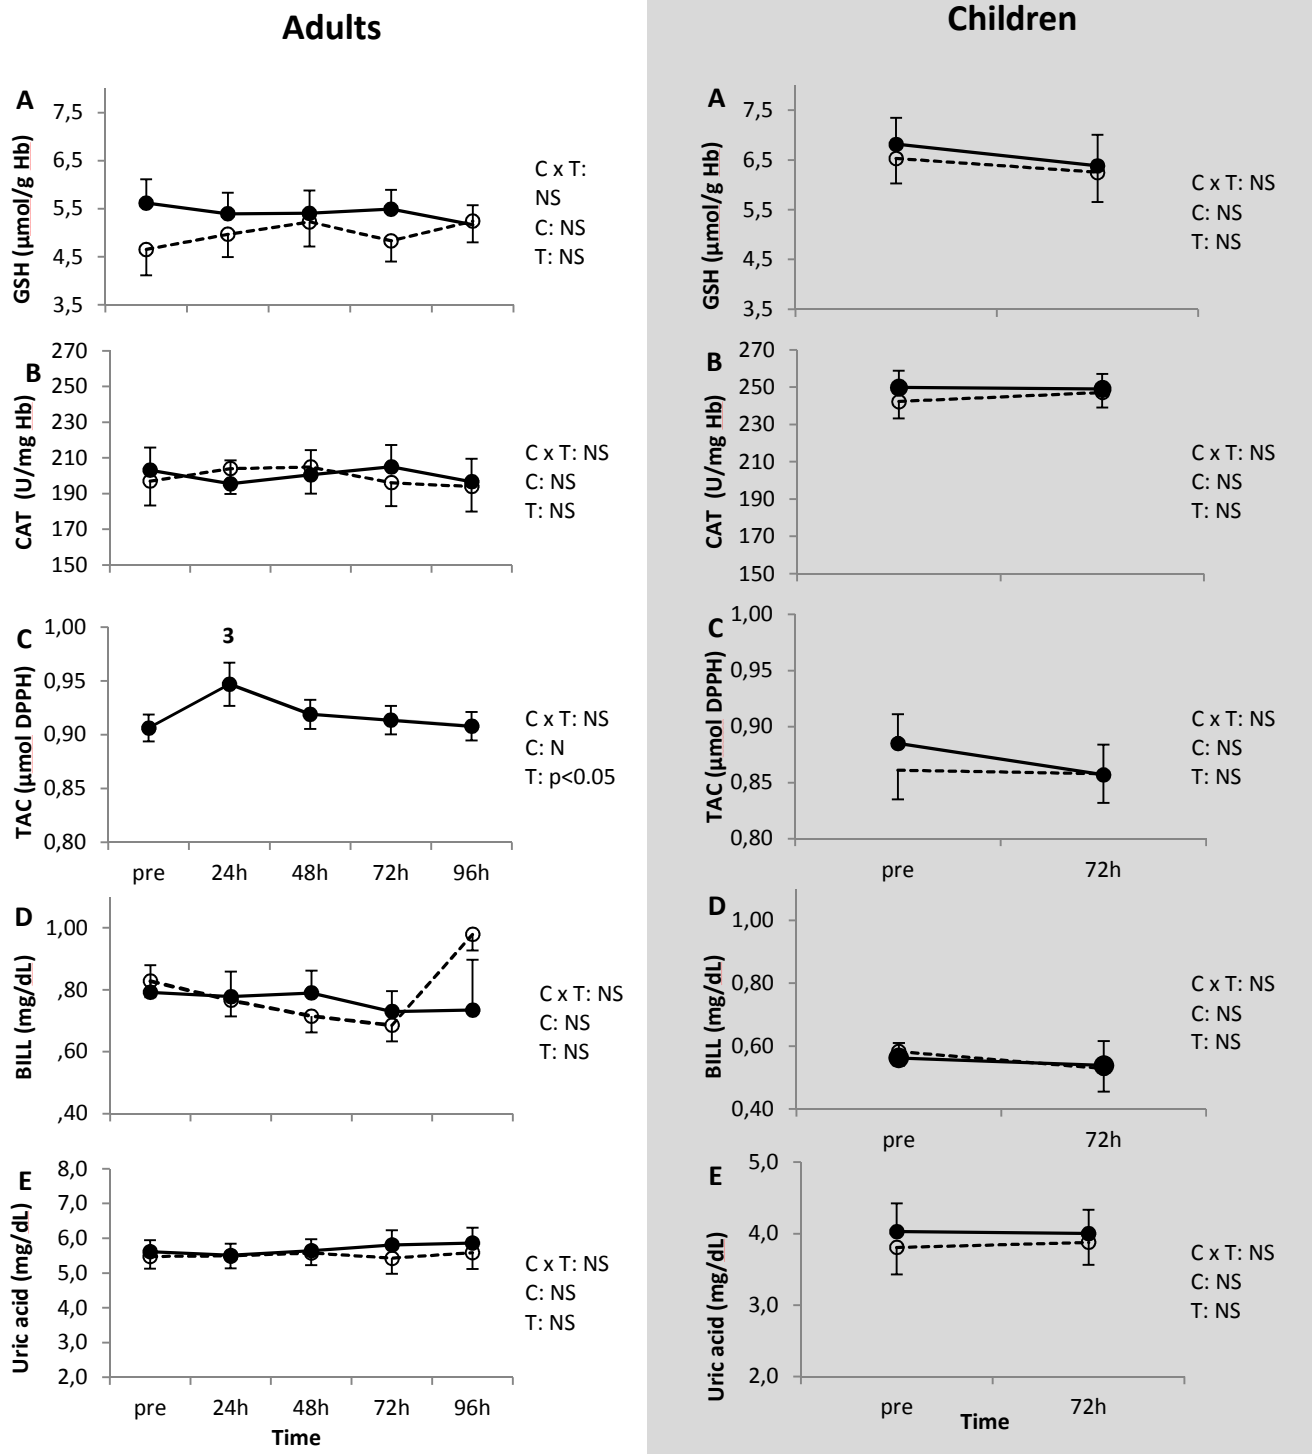 Adults
A
GSH (µmol/g Hb)
7,5
6,5
5,5
4,5
3,5
C x T:
NS
C: NS
T: NS
B
CAT (U/mg Hb)
270
250
230
210
190
170
150
C x T: NS
C: NS
T: NS
C
TAC (µmol DPPH)
1,00
0,95
0,90
0,85
0,80
3
C x T: NS
C: N
T: p<0.05
pre 24h 48h 72h 96h
D
BILL (mg/dL)
1,00
,80
,60
,40
C x T: NS
C: NS
T: NS
E
Uric acid (mg/dL)
8,0
7,0
6,0
5,0
4,0
3,0
2,0
C x T: NS
C: NS
T: NS
pre 24h 48h 72h 96h
Time
Children
A
GSH (µmol/g Hb)
7,5
6,5
5,5
4,5
3,5
C x T: NS
C: NS
T: NS
B
CAT (U/mg Hb)
270
250
230
210
190
170
150
C x T: NS
C: NS
T: NS
C
TAC (µmol DPPH)
1,00
0,95
0,90
0,85
0,80
C x T: NS
C: NS
T: NS
pre 72h
D
BILL (mg/dL)
1,00
0,80
0,60
0,40
C x T: NS
C: NS
T: NS
pre 72h
E
Uric acid (mg/dL)
5,0
4,0
3,0
2,0
C x T: NS
C: NS
T: NS
pre 72h
Time